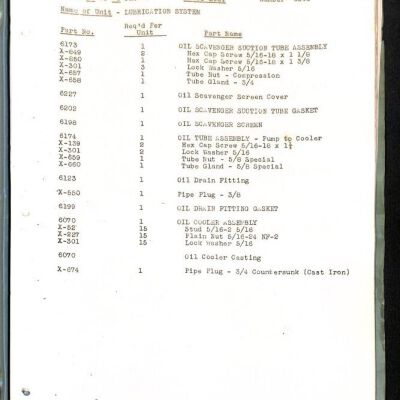 Name of Unit - LUBRICATION SYSTEM
Part No. Req'd Per Unit Part Name
6173 1 OIL SCAVENGER SUCTION TUBE ASSEMBLY
X-849 2 Hex Cap Screw 5/16-18 x 1 1/8
X-850 1 Hex Cap Screw 5/16-18 x 1 3/8
X-301 3 Lock Washer 5/16
X-657 1 Tube Nut - Compression
X-658 1 Tube Gland - 3/4
6227 1 Oil Scavenger Screen Cover
6202 1 OIL SCAVENGER SUCTION TUBE GASKET
6198 1 OIL SCAVENGER SCREEN
6174 1 OIL TUBE ASSEMBLY - Pump to Cooler
X-139 2 Hex Cap Screw 5/16-18 x
X-301 2 Lock Washer 5/16
X-659 1 Tube Nut - 5/8 Special
X-660 1 Tube Gland - 5/8 Special
6123 1 Oil Drain Fitting
X-550 1 Pipe Plug - 3/8
6199 1 OIL DRAIN FITTING GASKET
6070 1 OIL COOLER ASSEMBLY
X-52 15 Stud 5/16-2 5/16
X-227 15 Plain Nut 5/16-24 NF-2
X-301 15 Lock Washer 5/16
6070 Oil Cooler Casting
X-674 1 Pipe Plug - 3/4 Countersunk (Cast Iron)